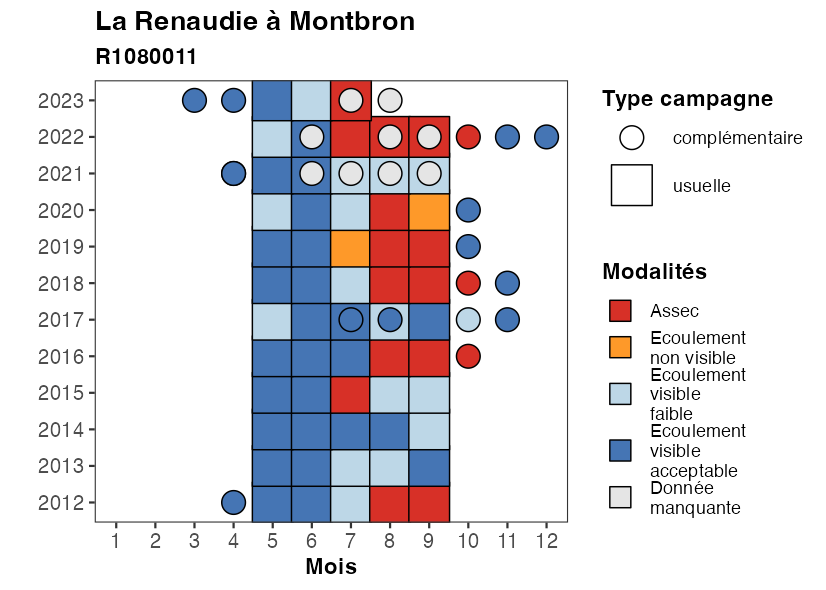 La Renaudie à Montbron
R1080011
2023
2022
2021
2020
2019
2018
2017
2016
2015
2014
2013
2012
1 2 3 4 5 6 7 8 9 10 11 12
Mois
Type campagne
complémentaire
usuelle
Modalités
Assec
Ecoulement
non visible
Ecoulement
visible
faible
Ecoulement
visible
acceptable
Donnée
manquante